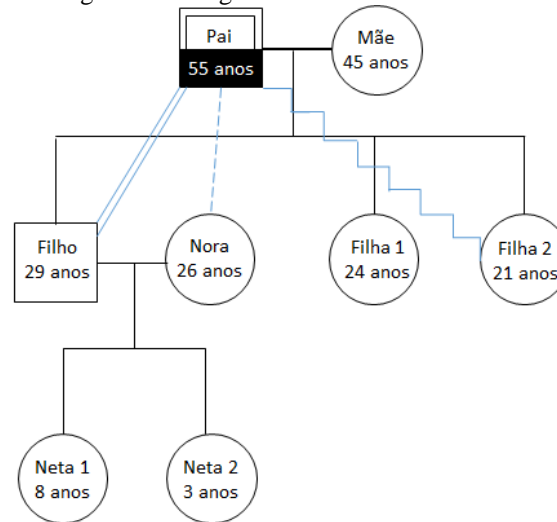 Pai
55 anos
Mãe
45 anos
Filho
29 anos
Nora
26 anos
Filha 1
24 anos
Filha 2
21 anos
Neta 1
8 anos
Neta 2
3 anos